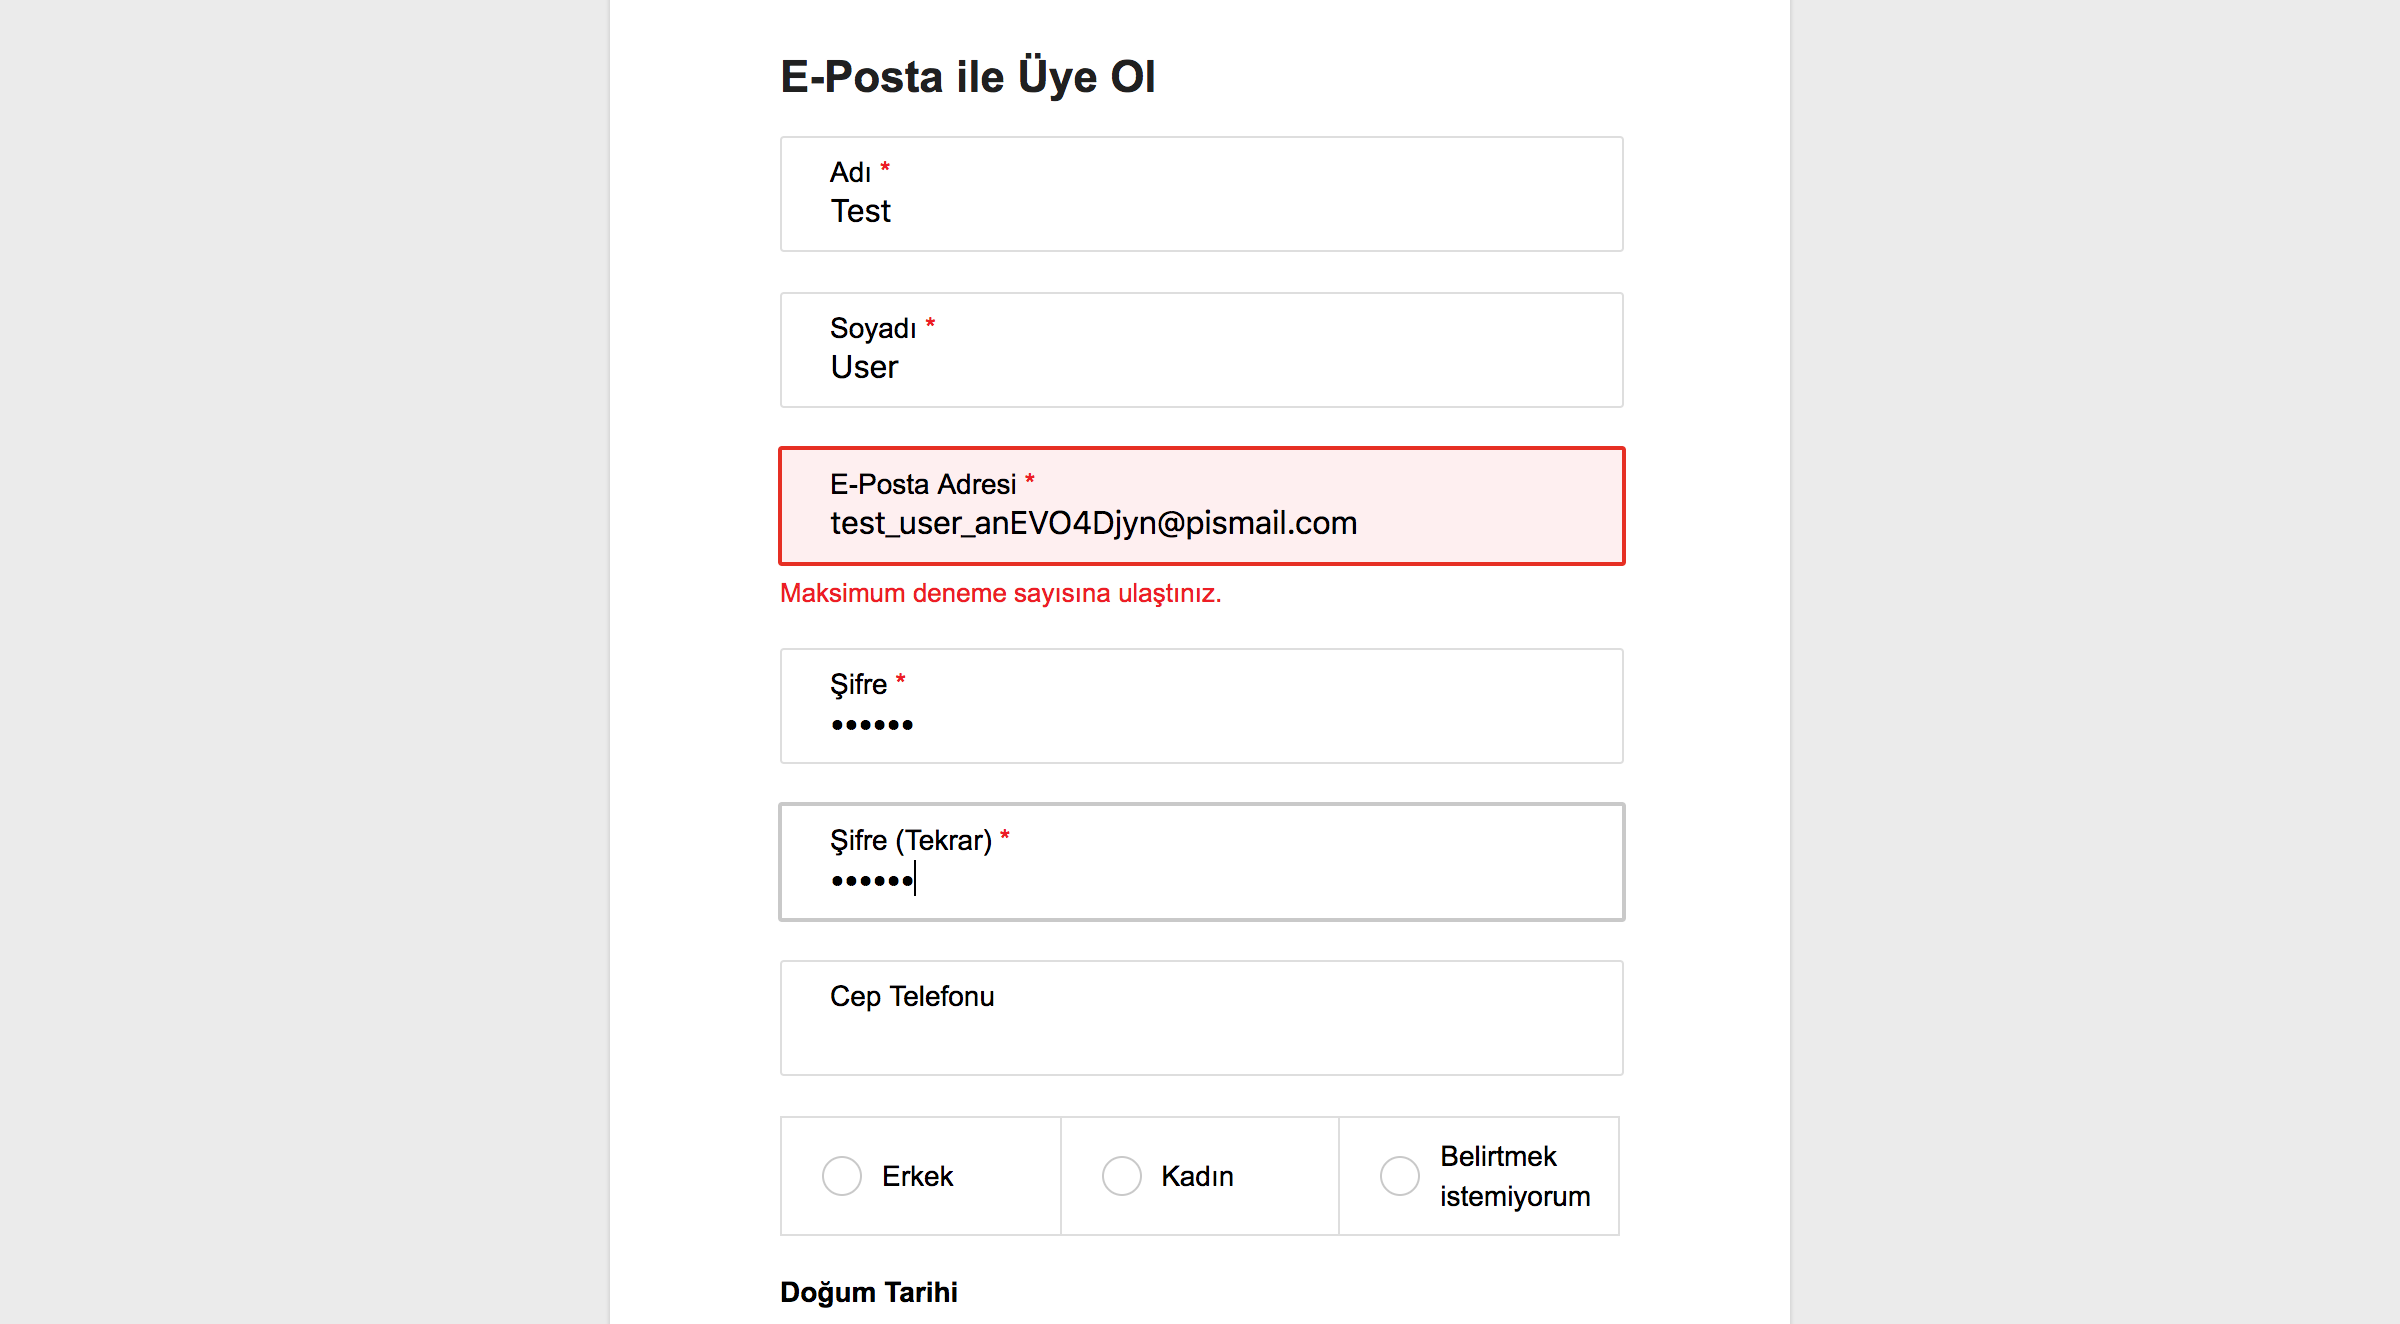 E-Posta ile Üye Ol
Adı *
Test
Soyadı *
User
E-Posta Adresi *
test_user_anEVO4Djyn@pismail.com
Maksimum deneme sayısına ulaştınız.
Şifre *
••••••
Şifre (Tekrar) *
••••••
Cep Telefonu
Erkek
Kadın
Belirtmek
istemiyorum
Doğum Tarihi